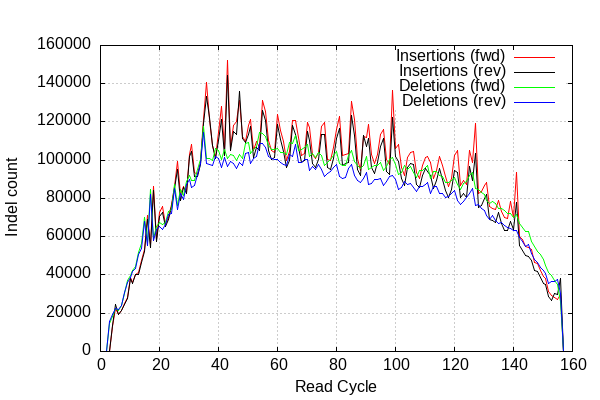 160000
140000
120000
100000
80000
60000
40000
20000
0
Indel count
Insertions (fwd)
Insertions (rev)
Deletions (fwd)
Deletions (rev)
0 20 40 60 80 100 120 140 160
Read Cycle